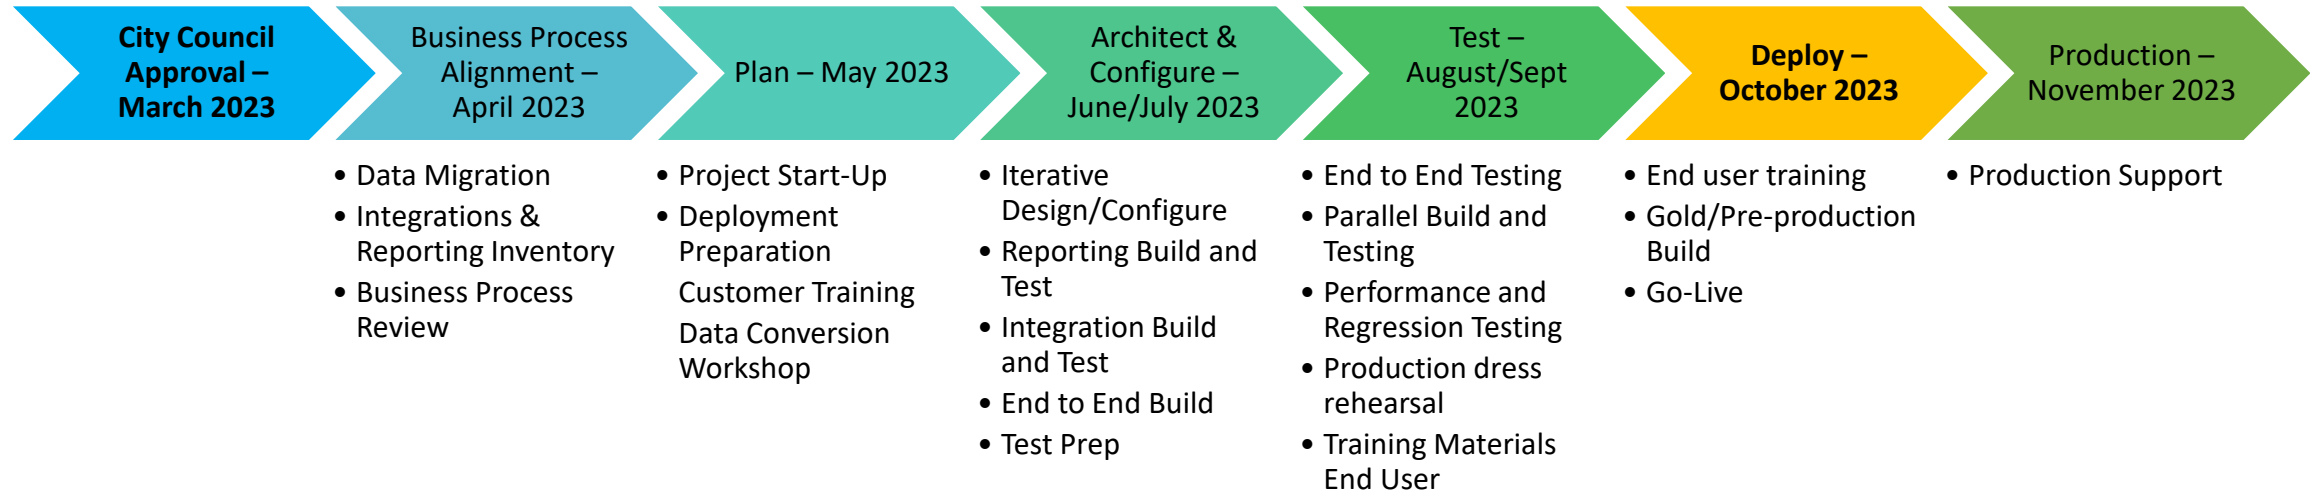 City Council
Approval –
March 2023
Business Process
Alignment –
April 2023
Plan – May 2023
Architect &
Configure –
June/July 2023
Test –
August/Sept
2023
Deploy –
October 2023
Production –
November 2023
• Data Migration
• Integrations &
Reporting Inventory
• Business Process
Review
• Project Start-Up
• Deployment
Preparation
Customer Training
Data Conversion
Workshop
• Iterative
Design/Configure
• Reporting Build and
Test
• Integration Build
and Test
• End to End Build
• Test Prep
• End to End Testing
• Parallel Build and
Testing
• Performance and
Regression Testing
• Production dress
rehearsal
• Training Materials
End User
• End user training
• Gold/Pre-production
Build
• Go-Live
• Production Support